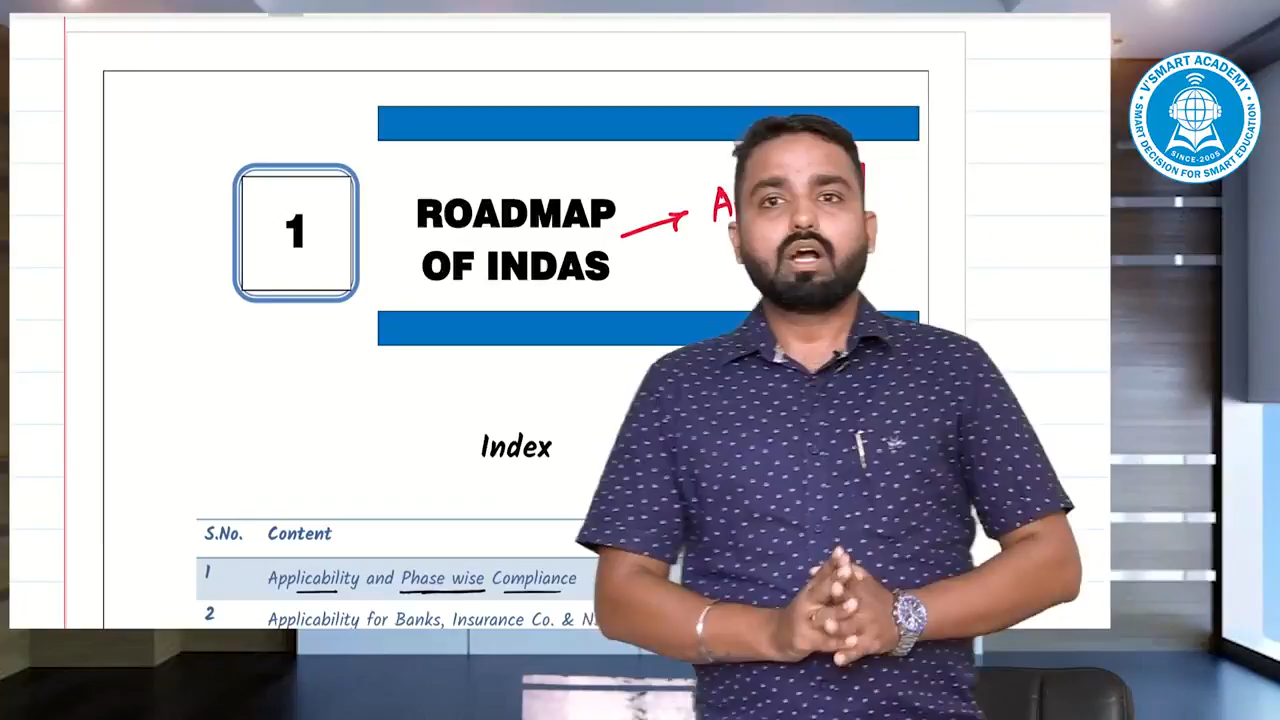 1
ROADMAP
OF INDAS
A
Index
S.No. Content
1 Applicability and Phase wise Compliance
2 Applicability for Banks, Insurance Co. &
V'SMART ACADEMY
SINCE-2005
SMART DECISION FOR SMART EDUCATION